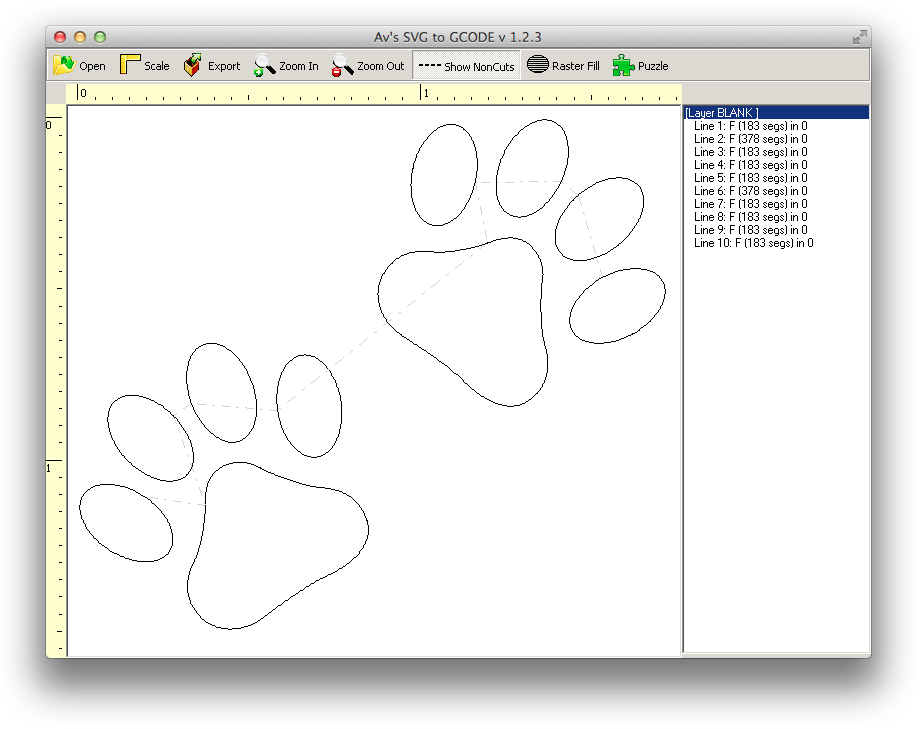 Av's SVG to GCODE v 1.2.3
Open Scale Export Zoom In Zoom Out Show NonCuts Raster Fill Puzzle
0 1
0
1
[Layer BLANK ]
Line 1: F (183 segs) in 0
Line 2: F (378 segs) in 0
Line 3: F (183 segs) in 0
Line 4: F (183 segs) in 0
Line 5: F (183 segs) in 0
Line 6: F (378 segs) in 0
Line 7: F (183 segs) in 0
Line 8: F (183 segs) in 0
Line 9: F (183 segs) in 0
Line 10: F (183 segs) in 0